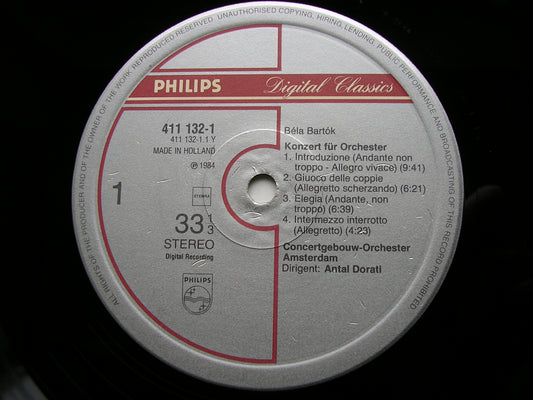 ALL RIGHTS OF THE PRODUCER AND OF THE OWNER OF THE WORK REPRODUCED RESERVED UNAUTHORISED COPYING, HIRING, LENDING, PUBLIC PERFORMANCE AND BROADCASTING OF THIS RECORD PROHIBITED
PHILIPS Digital Classics
411 132-1
411 132-1.1 Y
MADE IN HOLLAND
℗ 1984
STEMRA
1
33 1/3
STEREO
Digital Recording
PHILIPS
Béla Bartók
Konzert für Orchester
1. Introduzione (Andante non
troppo - Allegro vivace) (9:41)
2. Giuoco delle coppie
(Allegretto scherzando) (6:21)
3. Elegia (Andante, non
troppo) (6:39)
4. Intermezzo interrotto
(Allegretto) (4:23)
Concertgebouw-Orchester
Amsterdam
Dirigent: Antal Dorati